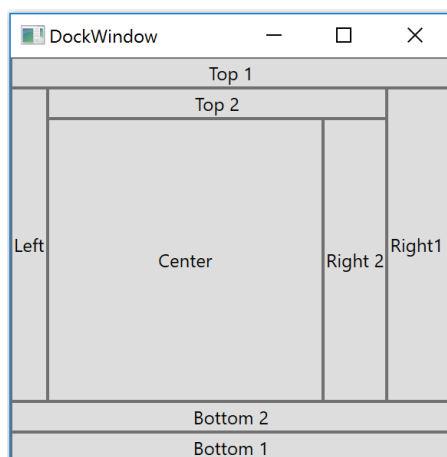 DockWindow
Top 1
Top 2
Left
Center
Right 2
Right1
Bottom 2
Bottom 1